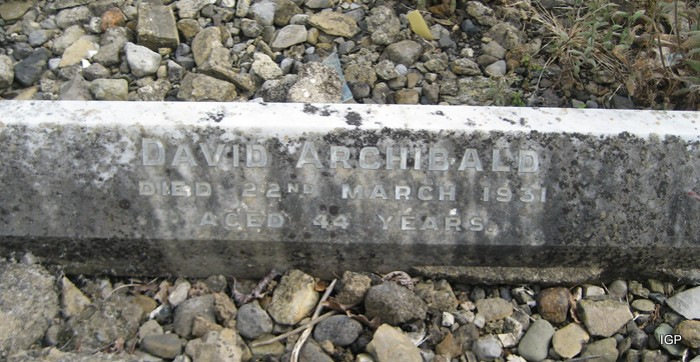 DAVID ARCHIBALD
DIED 22ND MARCH 1931
AGED 44 YEARS.
IGP